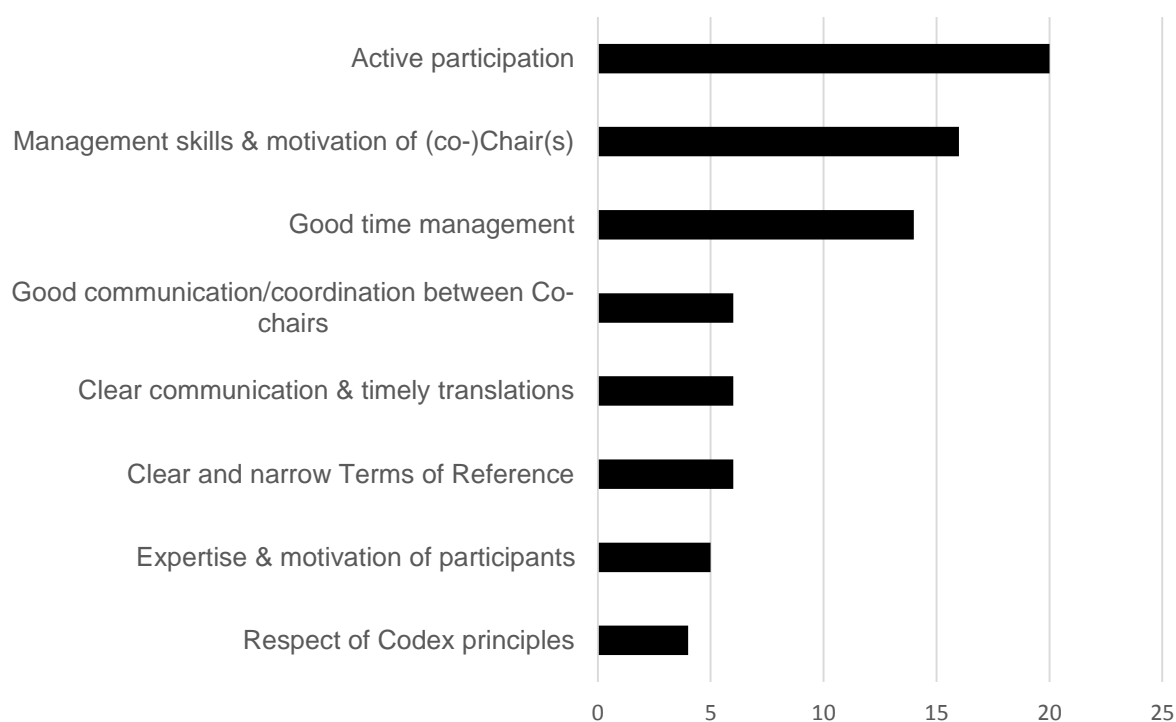 Active participation
Management skills & motivation of (co-)Chair(s)
Good time management
Good communication/coordination between Co-
chairs
Clear communication & timely translations
Clear and narrow Terms of Reference
Expertise & motivation of participants
Respect of Codex principles
0 5 10 15 20 25